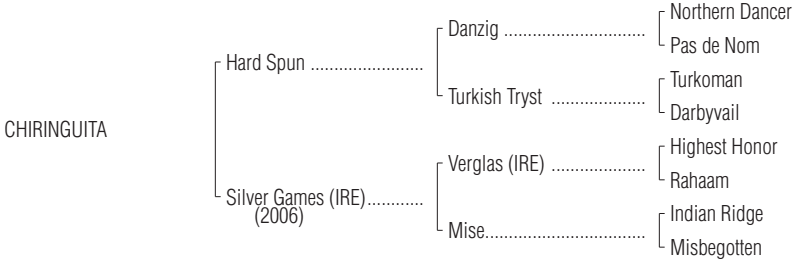 Northern Dancer
Danzig ..............................
Pas de Nom
Hard Spun ........................
Turkoman
Turkish Tryst ....................
Darbyvail
CHIRINGUITA
Highest Honor
Verglas (IRE) ....................
Rahaam
Silver Games (IRE)............
(2006)
Indian Ridge
Mise..................................
Misbegotten